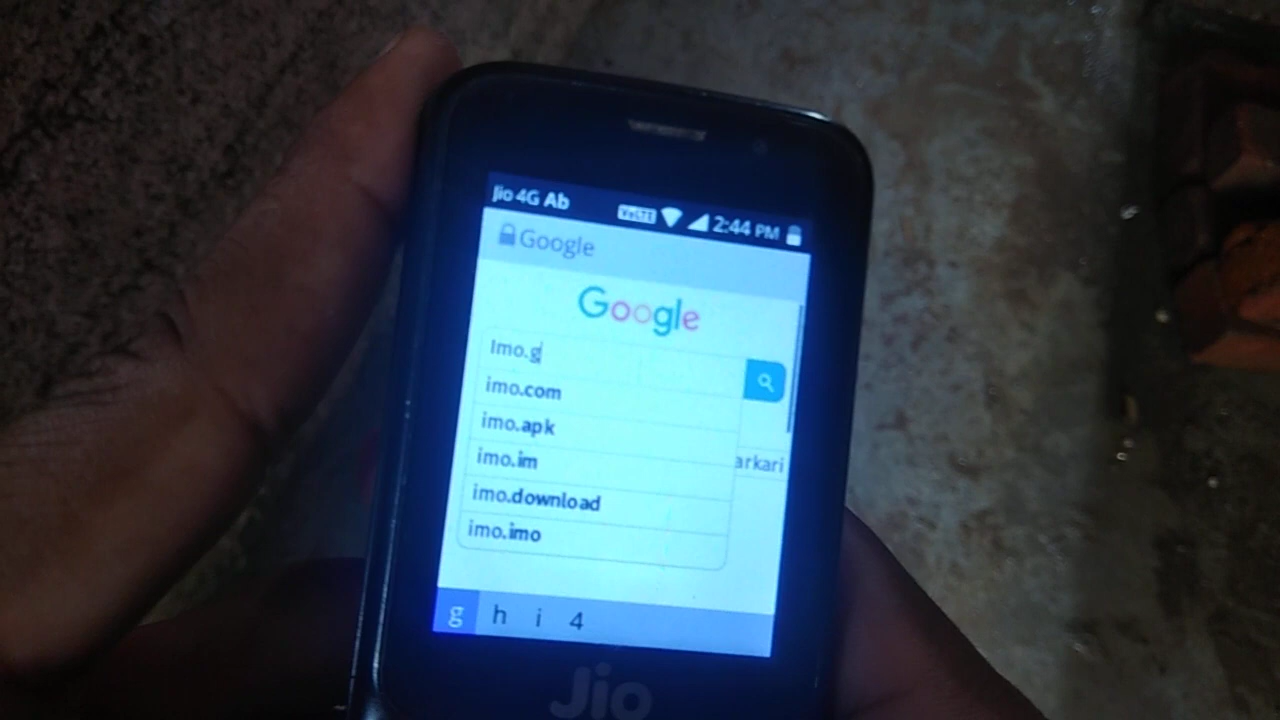 Jio 4G Ab VoLTE 2:44 PM
Google
Google
Imo.g
imo.com
imo.apk
imo.im
arkari
imo.download
imo.imo
g h i 4
Jio